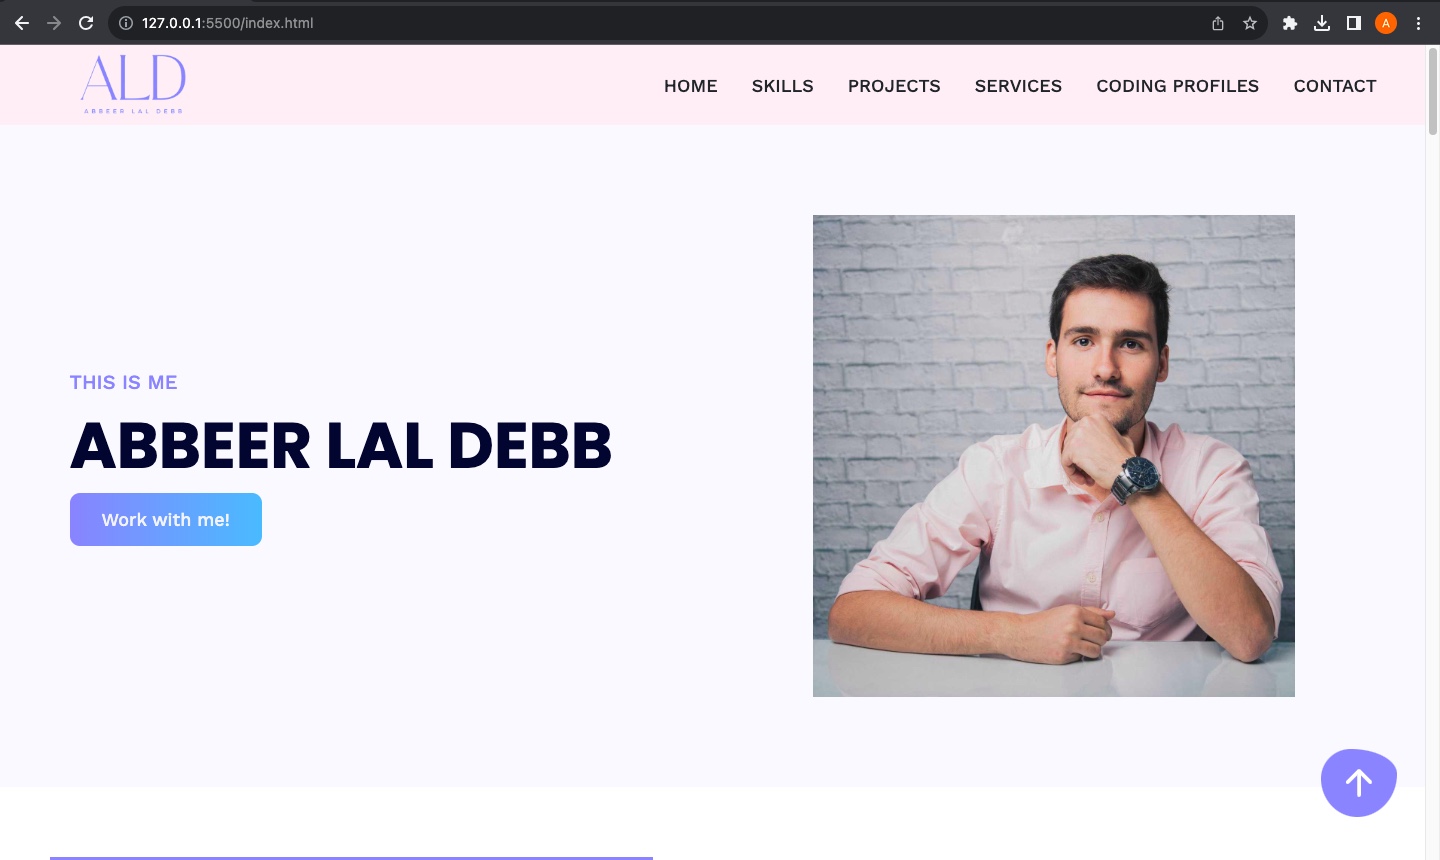 127.0.0.1:5500/index.html
A
ALD
ABBEER LAL DEBB
HOME SKILLS PROJECTS SERVICES CODING PROFILES CONTACT
THIS IS ME
ABBEER LAL DEBB
Work with me!